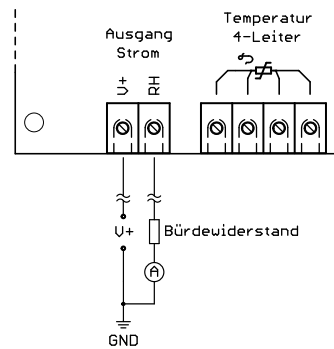 Ausgang
Strom
Temperatur
4-Leiter
V+
RH
ϑ
V+
Bürdewiderstand
A
GND